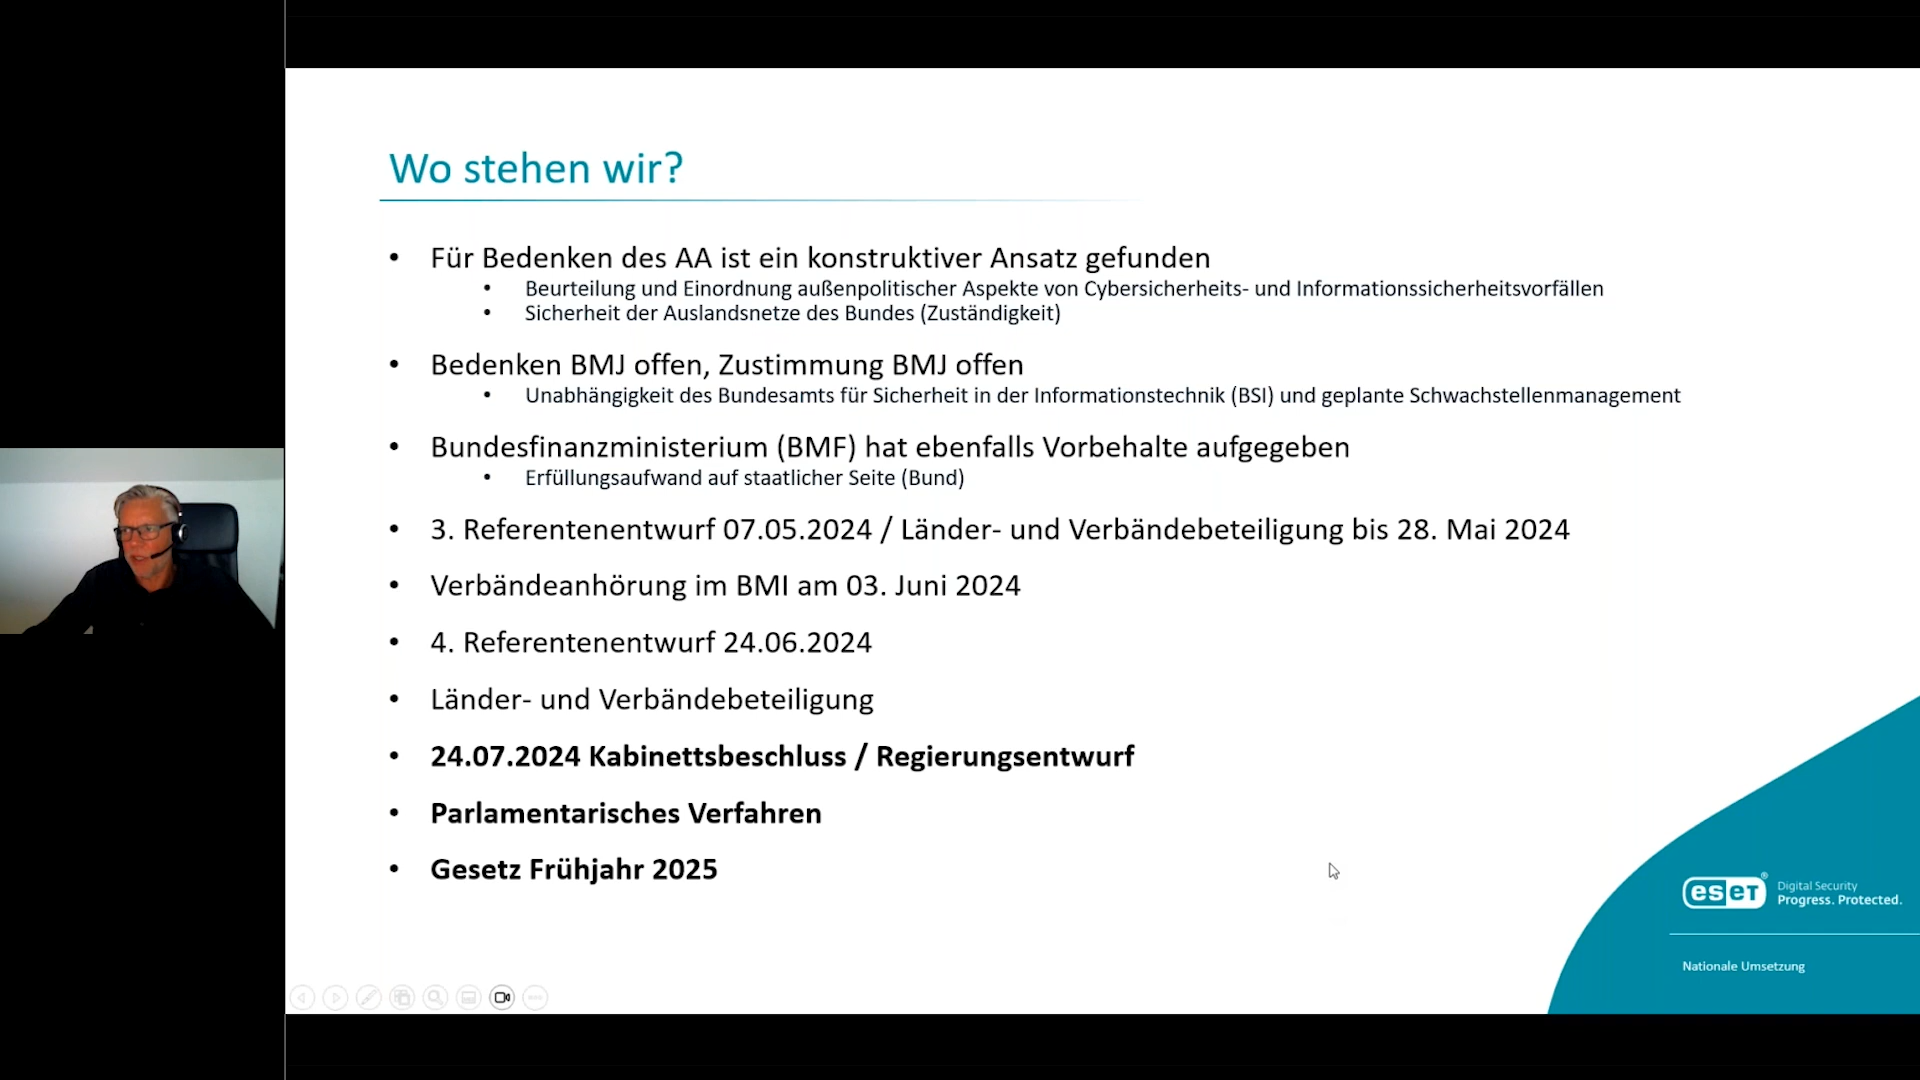 Wo stehen wir?
• Für Bedenken des AA ist ein konstruktiver Ansatz gefunden
• Beurteilung und Einordnung außenpolitischer Aspekte von Cybersicherheits- und Informationssicherheitsvorfällen
• Sicherheit der Auslandsnetze des Bundes (Zuständigkeit)
• Bedenken BMJ offen, Zustimmung BMJ offen
• Unabhängigkeit des Bundesamts für Sicherheit in der Informationstechnik (BSI) und geplante Schwachstellenmanagement
• Bundesfinanzministerium (BMF) hat ebenfalls Vorbehalte aufgegeben
• Erfüllungsaufwand auf staatlicher Seite (Bund)
• 3. Referentenentwurf 07.05.2024 / Länder- und Verbändebeteiligung bis 28. Mai 2024
• Verbändeanhörung im BMI am 03. Juni 2024
• 4. Referentenentwurf 24.06.2024
• Länder- und Verbändebeteiligung
• 24.07.2024 Kabinettsbeschluss / Regierungsentwurf
• Parlamentarisches Verfahren
• Gesetz Frühjahr 2025
eseT®
Digital Security
Progress. Protected.
Nationale Umsetzung